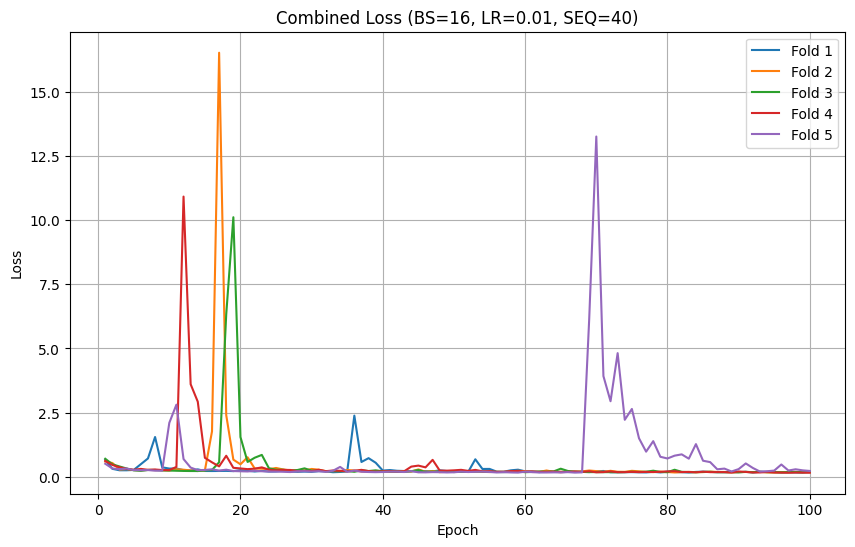 Combined Loss (BS=16, LR=0.01, SEQ=40)
Fold 1
Fold 2
Fold 3
Fold 4
Fold 5
15.0
12.5
10.0
7.5
5.0
2.5
0.0
Loss
0
20
40
60
80
100
Epoch